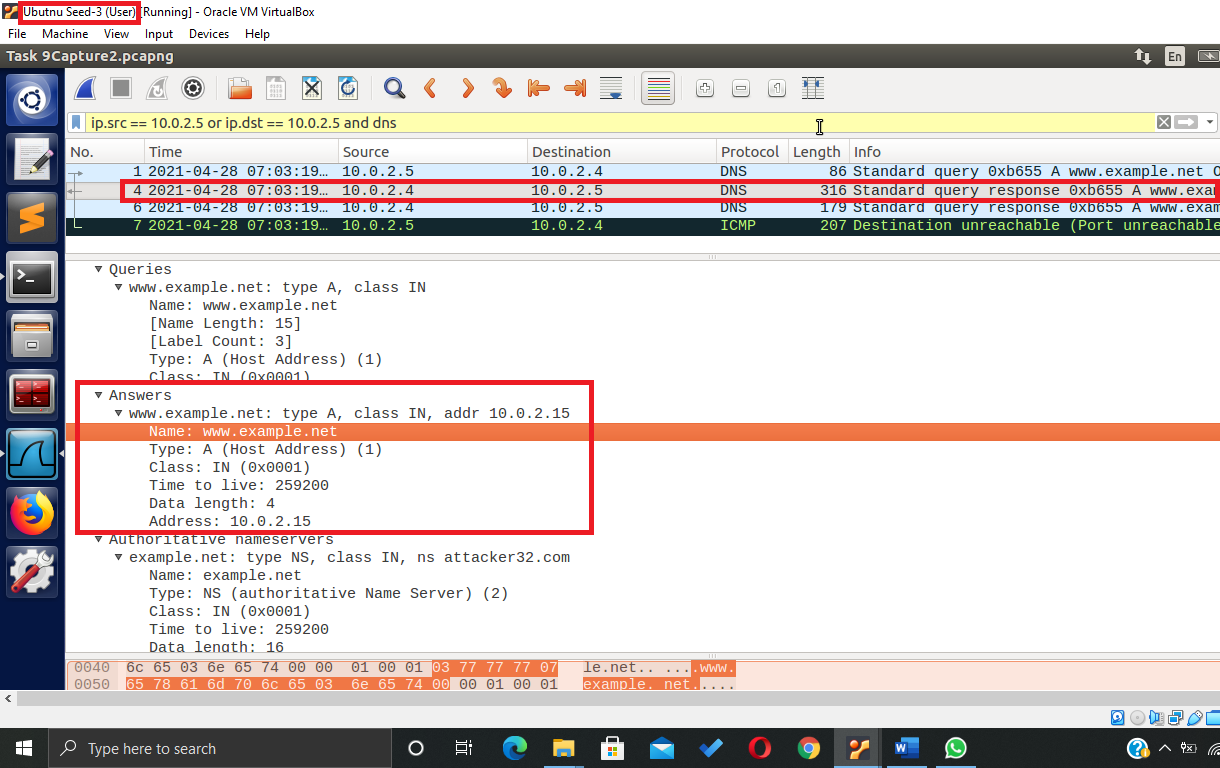 Ubutnu Seed-3 (User) [Running] - Oracle VM VirtualBox
File Machine View Input Devices Help
Task 9Capture2.pcapng
En
ip.src == 10.0.2.5 or ip.dst == 10.0.2.5 and dns
No. Time Source Destination Protocol Length Info
1 2021-04-28 07:03:19… 10.0.2.5 10.0.2.4 DNS 86 Standard query 0xb655 A www.example.net
4 2021-04-28 07:03:19… 10.0.2.4 10.0.2.5 DNS 316 Standard query response 0xb655 A www.exam
6 2021-04-28 07:03:19… 10.0.2.4 10.0.2.5 DNS 179 Standard query response 0xb655 A www.exam
7 2021-04-28 07:03:19… 10.0.2.5 10.0.2.4 ICMP 207 Destination unreachable (Port unreachable
Queries
www.example.net: type A, class IN
Name: www.example.net
[Name Length: 15]
[Label Count: 3]
Type: A (Host Address) (1)
Class: IN (0x0001)
Answers
www.example.net: type A, class IN, addr 10.0.2.15
Name: www.example.net
Type: A (Host Address) (1)
Class: IN (0x0001)
Time to live: 259200
Data length: 4
Address: 10.0.2.15
Authoritative nameservers
example.net: type NS, class IN, ns attacker32.com
Name: example.net
Type: NS (authoritative Name Server) (2)
Class: IN (0x0001)
Time to live: 259200
Data length: 16
0040 6c 65 03 6e 65 74 00 00 01 00 01 03 77 77 77 07 le.net.. .....www.
0050 65 78 61 6d 70 6c 65 03 6e 65 74 00 00 01 00 01 example. net.....
Type here to search